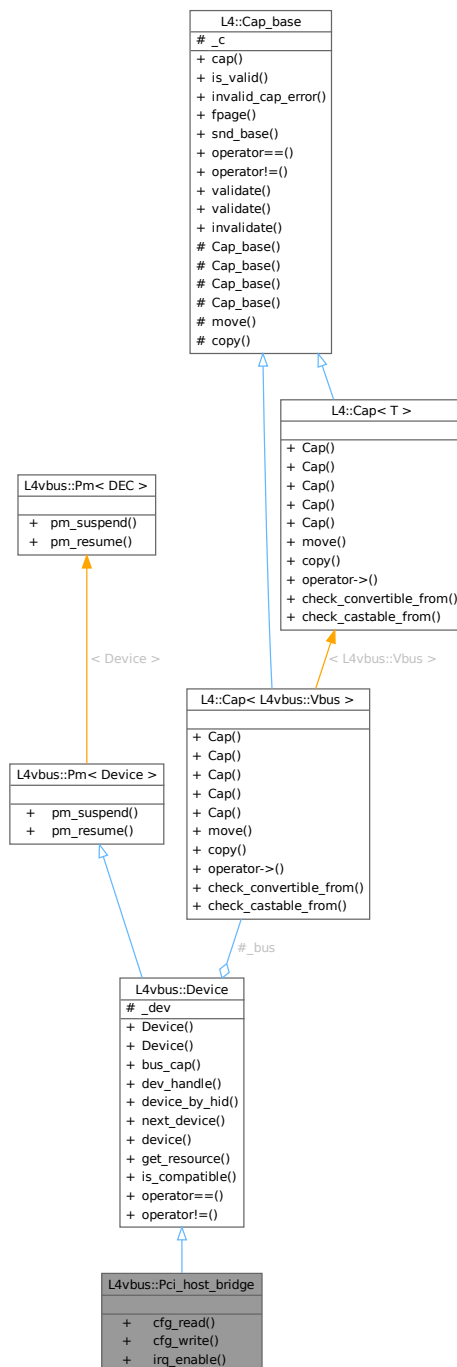 L4::Cap_base
# _c
+ cap()
+ is_valid()
+ invalid_cap_error()
+ fpage()
+ snd_base()
+ operator==()
+ operator!=()
+ validate()
+ validate()
+ invalidate()
# Cap_base()
# Cap_base()
# Cap_base()
# Cap_base()
# move()
# copy()
L4::Cap< T >
+ Cap()
+ Cap()
+ Cap()
+ Cap()
+ Cap()
+ move()
+ copy()
+ operator->()
+ check_convertible_from()
+ check_castable_from()
L4vbus::Pm< DEC >
+ pm_suspend()
+ pm_resume()
< Device >
< L4vbus::Vbus >
L4::Cap< L4vbus::Vbus >
+ Cap()
+ Cap()
+ Cap()
+ Cap()
+ Cap()
+ move()
+ copy()
+ operator->()
+ check_convertible_from()
+ check_castable_from()
L4vbus::Pm< Device >
+ pm_suspend()
+ pm_resume()
#_bus
L4vbus::Device
# _dev
+ Device()
+ Device()
+ bus_cap()
+ dev_handle()
+ device_by_hid()
+ next_device()
+ device()
+ get_resource()
+ is_compatible()
+ operator==()
+ operator!=()
L4vbus::Pci_host_bridge
+ cfg_read()
+ cfg_write()
+ irq_enable()